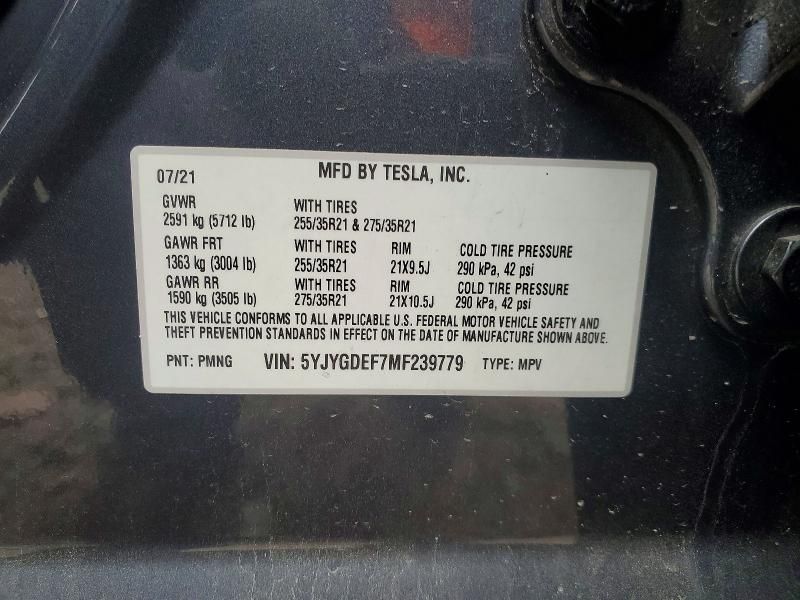 07/21 MFD BY TESLA, INC.
GVWR WITH TIRES
2591 kg (5712 lb) 255/35R21 & 275/35R21
GAWR FRT WITH TIRES RIM COLD TIRE PRESSURE
1363 kg (3004 lb) 255/35R21 21X9.5J 290 kPa, 42 psi
GAWR RR WITH TIRES RIM COLD TIRE PRESSURE
1590 kg (3505 lb) 275/35R21 21X10.5J 290 kPa, 42 psi
THIS VEHICLE CONFORMS TO ALL APPLICABLE U.S. FEDERAL MOTOR VEHICLE SAFETY AND
THEFT PREVENTION STANDARDS IN EFFECT ON THE DATE OF MANUFACTURE SHOWN ABOVE.
PNT: PMNG VIN: 5YJYGDEF7MF239779 TYPE: MPV